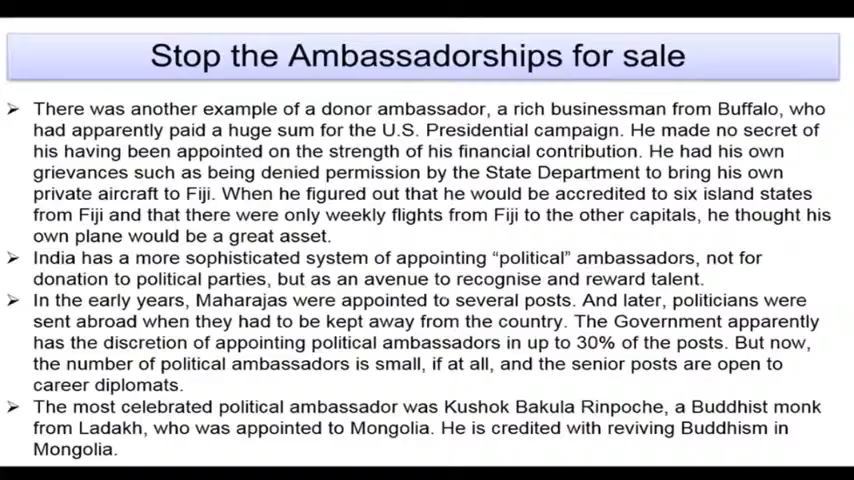 Stop the Ambassadorships for sale
➢ There was another example of a donor ambassador, a rich businessman from Buffalo, who
had apparently paid a huge sum for the U.S. Presidential campaign. He made no secret of
his having been appointed on the strength of his financial contribution. He had his own
grievances such as being denied permission by the State Department to bring his own
private aircraft to Fiji. When he figured out that he would be accredited to six island states
from Fiji and that there were only weekly flights from Fiji to the other capitals, he thought his
own plane would be a great asset.
➢ India has a more sophisticated system of appointing “political” ambassadors, not for
donation to political parties, but as an avenue to recognise and reward talent.
➢ In the early years, Maharajas were appointed to several posts. And later, politicians were
sent abroad when they had to be kept away from the country. The Government apparently
has the discretion of appointing political ambassadors in up to 30% of the posts. But now,
the number of political ambassadors is small, if at all, and the senior posts are open to
career diplomats.
➢ The most celebrated political ambassador was Kushok Bakula Rinpoche, a Buddhist monk
from Ladakh, who was appointed to Mongolia. He is credited with reviving Buddhism in
Mongolia.